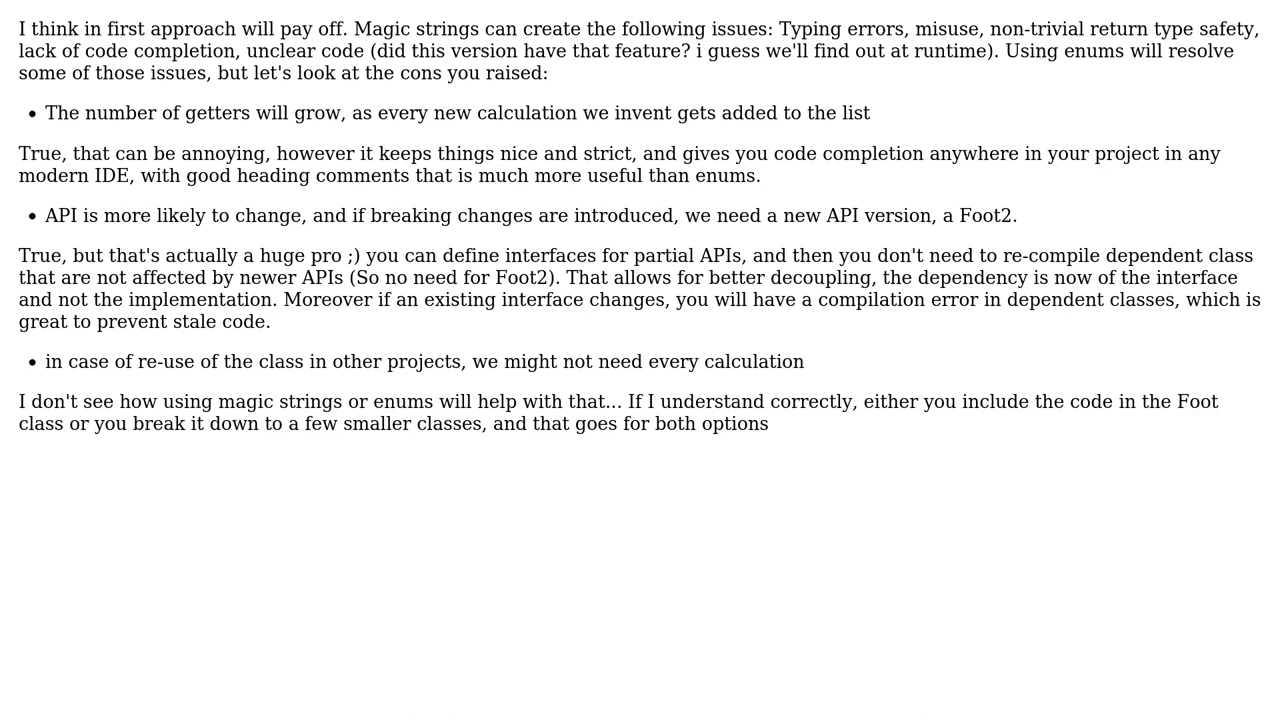 I think in first approach will pay off. Magic strings can create the following issues: Typing errors, misuse, non-trivial return type safety,
lack of code completion, unclear code (did this version have that feature? i guess we'll find out at runtime). Using enums will resolve
some of those issues, but let's look at the cons you raised:
• The number of getters will grow, as every new calculation we invent gets added to the list
True, that can be annoying, however it keeps things nice and strict, and gives you code completion anywhere in your project in any
modern IDE, with good heading comments that is much more useful than enums.
• API is more likely to change, and if breaking changes are introduced, we need a new API version, a Foot2.
True, but that's actually a huge pro ;) you can define interfaces for partial APIs, and then you don't need to re-compile dependent class
that are not affected by newer APIs (So no need for Foot2). That allows for better decoupling, the dependency is now of the interface
and not the implementation. Moreover if an existing interface changes, you will have a compilation error in dependent classes, which is
great to prevent stale code.
• in case of re-use of the class in other projects, we might not need every calculation
I don't see how using magic strings or enums will help with that... If I understand correctly, either you include the code in the Foot
class or you break it down to a few smaller classes, and that goes for both options